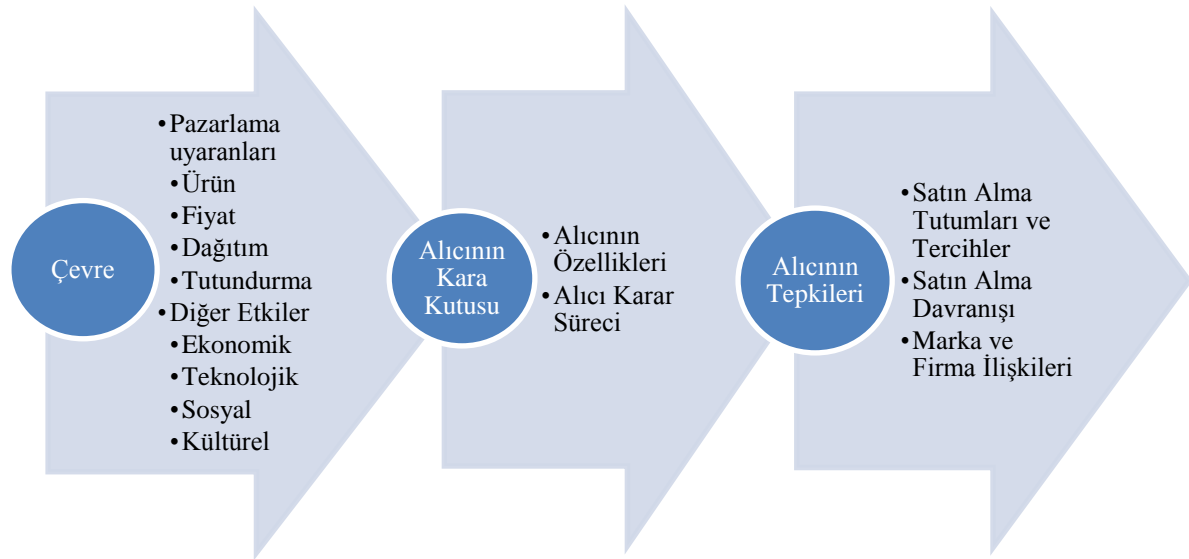 Çevre
•Pazarlama
uyaranları
•Ürün
•Fiyat
•Dağıtım
•Tutundurma
•Diğer Etkiler
•Ekonomik
•Teknolojik
•Sosyal
•Kültürel
Alıcının
Kara
Kutusu
•Alıcının
Özellikleri
•Alıcı Karar
Süreci
Alıcının
Tepkileri
•Satın Alma
Tutumları ve
Tercihler
•Satın Alma
Davranışı
•Marka ve
Firma İlişkileri